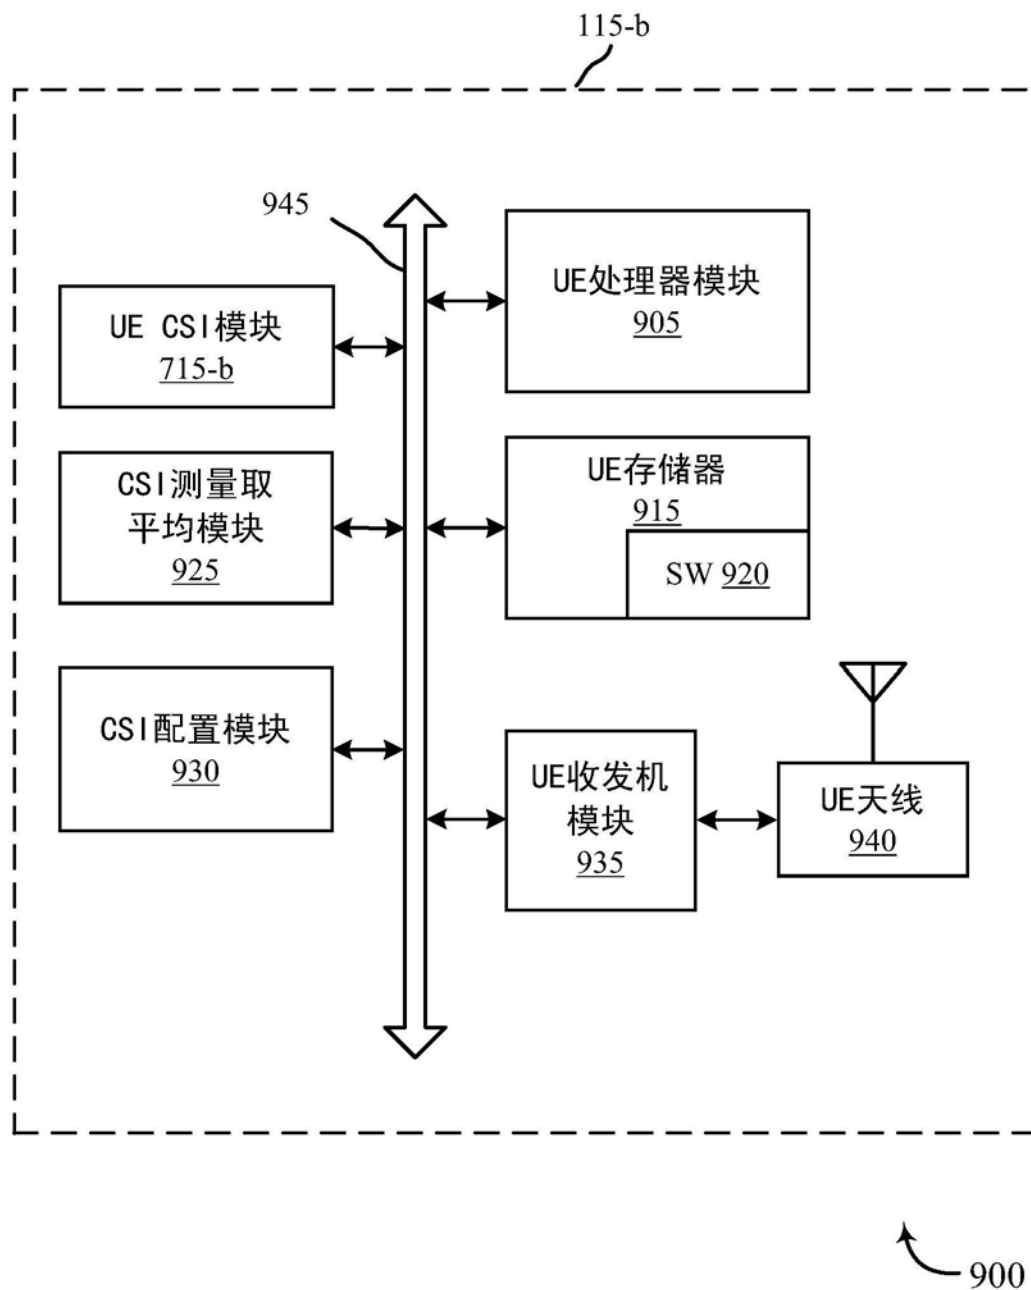 115-b
945
UE处理器模块
905
UE CSI模块
715-b
UE存储器
915
SW 920
CSI测量取
平均模块
925
CSI配置模块
930
UE收发机
模块
935
UE天线
940
900